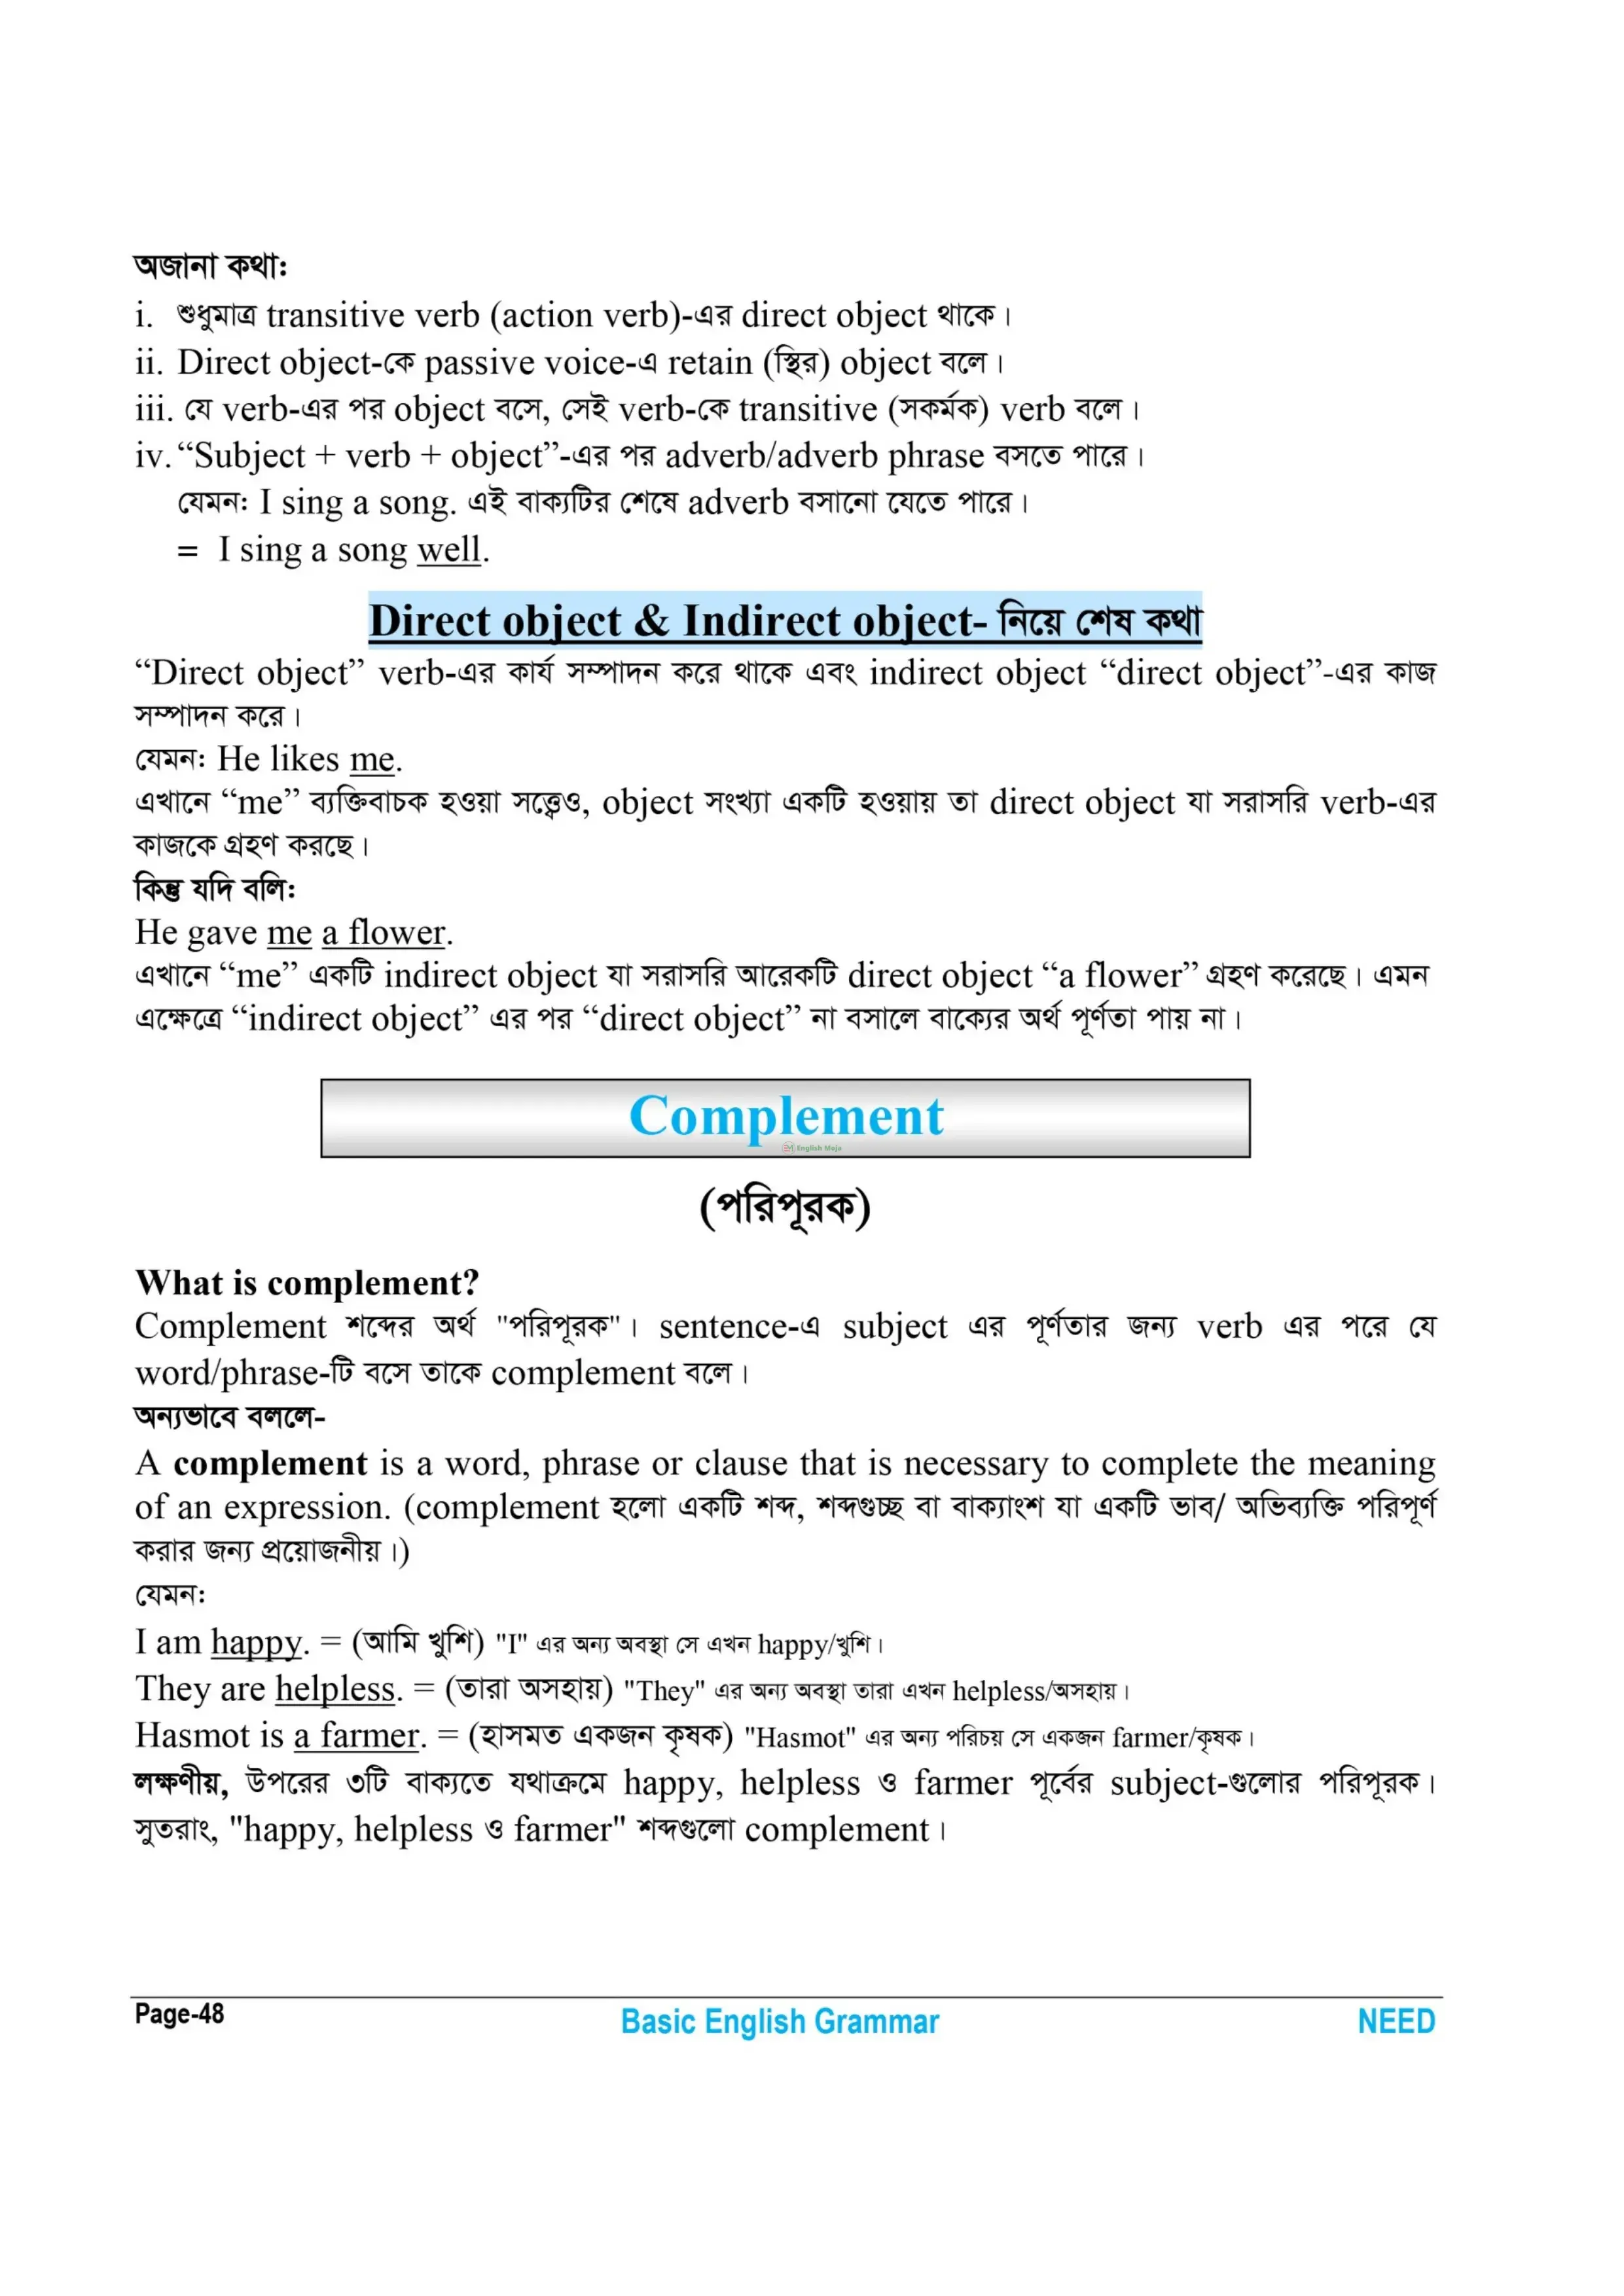 অজানা কথা:
i. শুধুমাত্র transitive verb (action verb)-এর direct object থাকে।
ii. Direct object-কে passive voice-এ retain (স্থির) object বলে।
iii. যে verb-এর পর object বসে, সেই verb-কে transitive (সকর্মক) verb বলে।
iv. “Subject + verb + object”-এর পর adverb/adverb phrase বসতে পারে।
যেমন: I sing a song. এই বাক্যটির শেষে adverb বসানো যেতে পারে।
= I sing a song well.
Direct object & Indirect object- নিয়ে শেষ কথা
“Direct object” verb-এর কার্য সম্পাদন করে থাকে এবং indirect object “direct object”-এর কাজ
সম্পাদন করে।
যেমন: He likes me.
এখানে “me” ব্যক্তিবাচক হওয়া সত্ত্বেও, object সংখ্যা একটি হওয়ায় তা direct object যা সরাসরি verb-এর
কাজকে গ্রহণ করছে।
কিন্তু যদি বলি:
He gave me a flower.
এখানে “me” একটি indirect object যা সরাসরি আরেকটি direct object “a flower” গ্রহণ করেছে। এমন
এক্ষেত্রে “indirect object” এর পর “direct object” না বসালে বাক্যের অর্থ পূর্ণতা পায় না।
Complement
English Moja
(পরিপূরক)
What is complement?
Complement শব্দের অর্থ "পরিপূরক"। sentence-এ subject এর পূর্ণতার জন্য verb এর পরে যে
word/phrase-টি বসে তাকে complement বলে।
অন্যভাবে বললে-
A complement is a word, phrase or clause that is necessary to complete the meaning
of an expression. (complement হলো একটি শব্দ, শব্দগুচ্ছ বা বাক্যাংশ যা একটি ভাব/ অভিব্যক্তি পরিপূর্ণ
করার জন্য প্রয়োজনীয়।)
যেমন:
I am happy. = (আমি খুশি) "I" এর অন্য অবস্থা সে এখন happy/খুশি।
They are helpless. = (তারা অসহায়) "They" এর অন্য অবস্থা তারা এখন helpless/অসহায়।
Hasmot is a farmer. = (হাসমত একজন কৃষক) "Hasmot" এর অন্য পরিচয় সে একজন farmer/কৃষক।
লক্ষণীয়, উপরের ৩টি বাক্যতে যথাক্রমে happy, helpless ও farmer পূর্বের subject-গুলোর পরিপূরক।
সুতরাং, "happy, helpless ও farmer" শব্দগুলো complement।
Page-48
Basic English Grammar
NEED